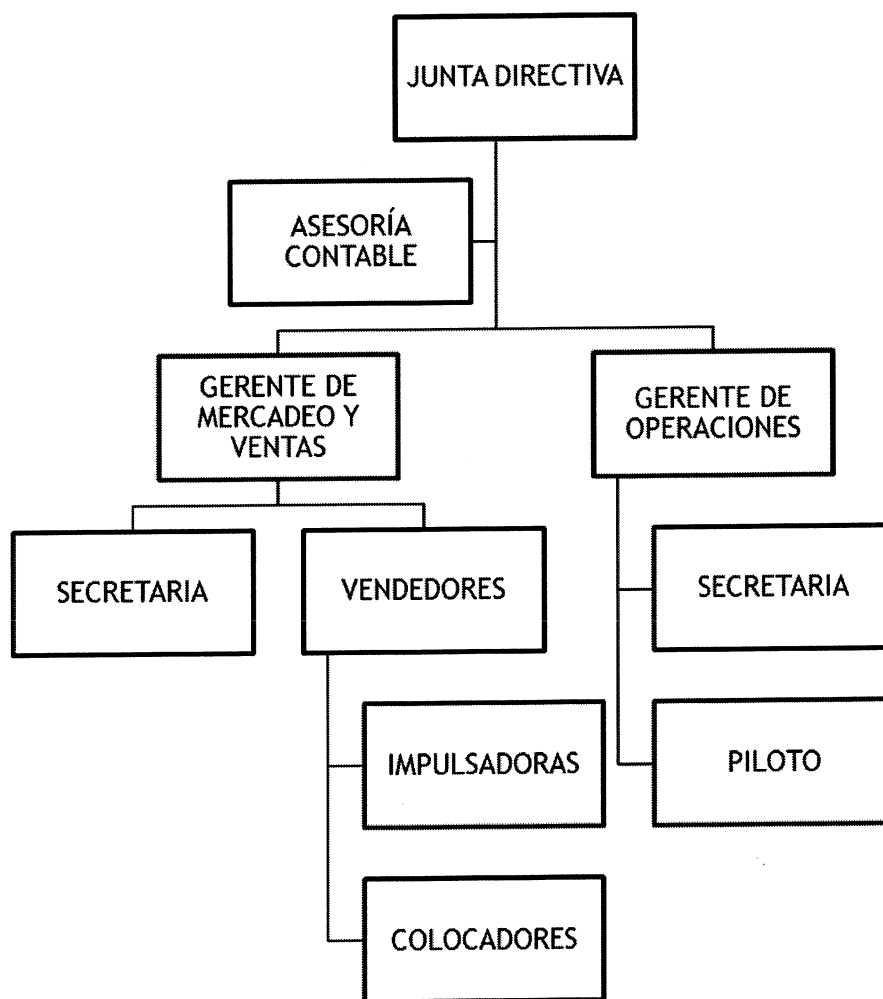 JUNTA DIRECTIVA
ASESORÍA
CONTABLE
GERENTE DE
MERCADEO Y
VENTAS
GERENTE DE
OPERACIONES
SECRETARIA
VENDEDORES
SECRETARIA
IMPULSADORAS
PILOTO
COLOCADORES